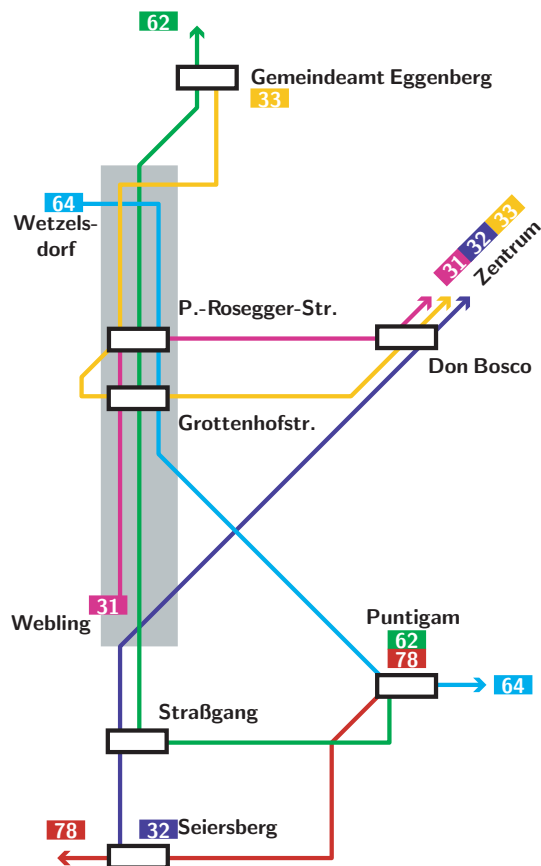 62
Gemeindeamt Eggenberg
33
64
Wetzels-
dorf
31 32 33
Zentrum
P.-Rosegger-Str.
Don Bosco
Grottenhofstr.
31
Webling
Puntigam
62
78
64
Straßgang
78
32 Seiersberg